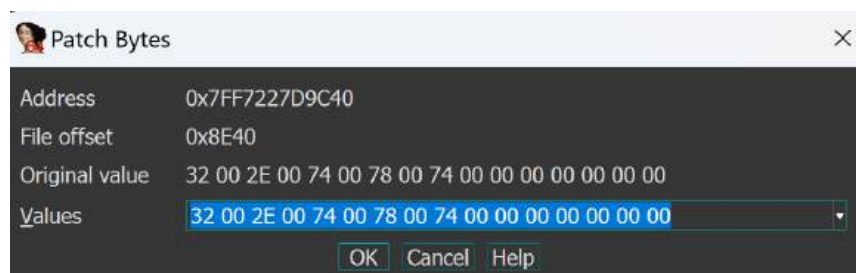 Patch Bytes
Address 0x7FF7227D9C40
File offset 0x8E40
Original value 32 00 2E 00 74 00 78 00 74 00 00 00 00 00 00 00
Values 32 00 2E 00 74 00 78 00 74 00 00 00 00 00 00 00
OK Cancel Help